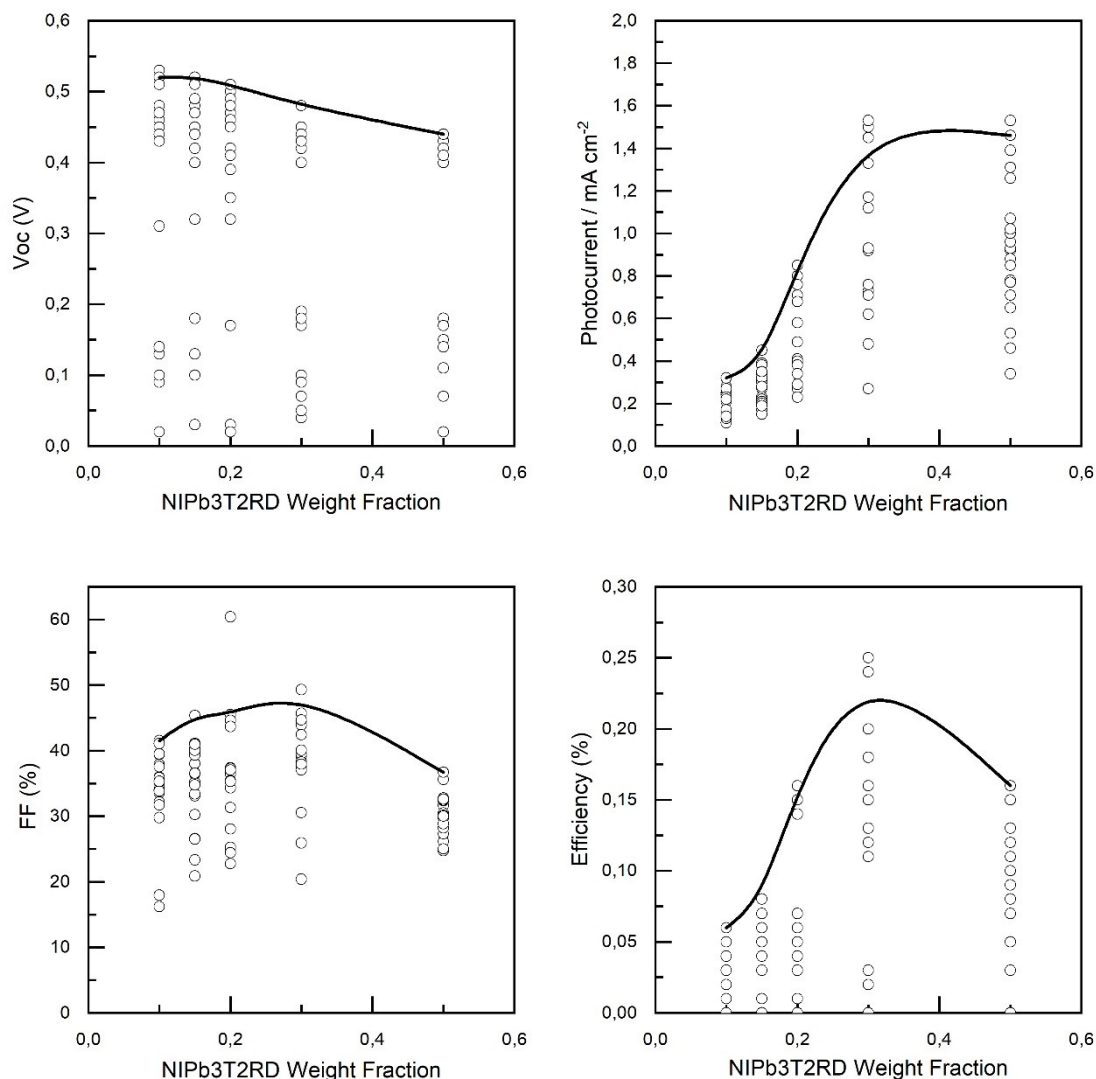 0,6
0,5
0,4
0,3
0,2
0,1
0,0
Voc (V)
0,0 0,2 0,4 0,6
NIPb3T2RD Weight Fraction
2,0
1,8
1,6
1,4
1,2
1,0
0,8
0,6
0,4
0,2
0,0
Photocurrent / mA cm⁻²
0,0 0,2 0,4 0,6
NIPb3T2RD Weight Fraction
60
50
40
30
20
10
0
FF (%)
0,0 0,2 0,4 0,6
NIPb3T2RD Weight Fraction
0,30
0,25
0,20
0,15
0,10
0,05
0,00
Efficiency (%)
0,0 0,2 0,4 0,6
NIPb3T2RD Weight Fraction